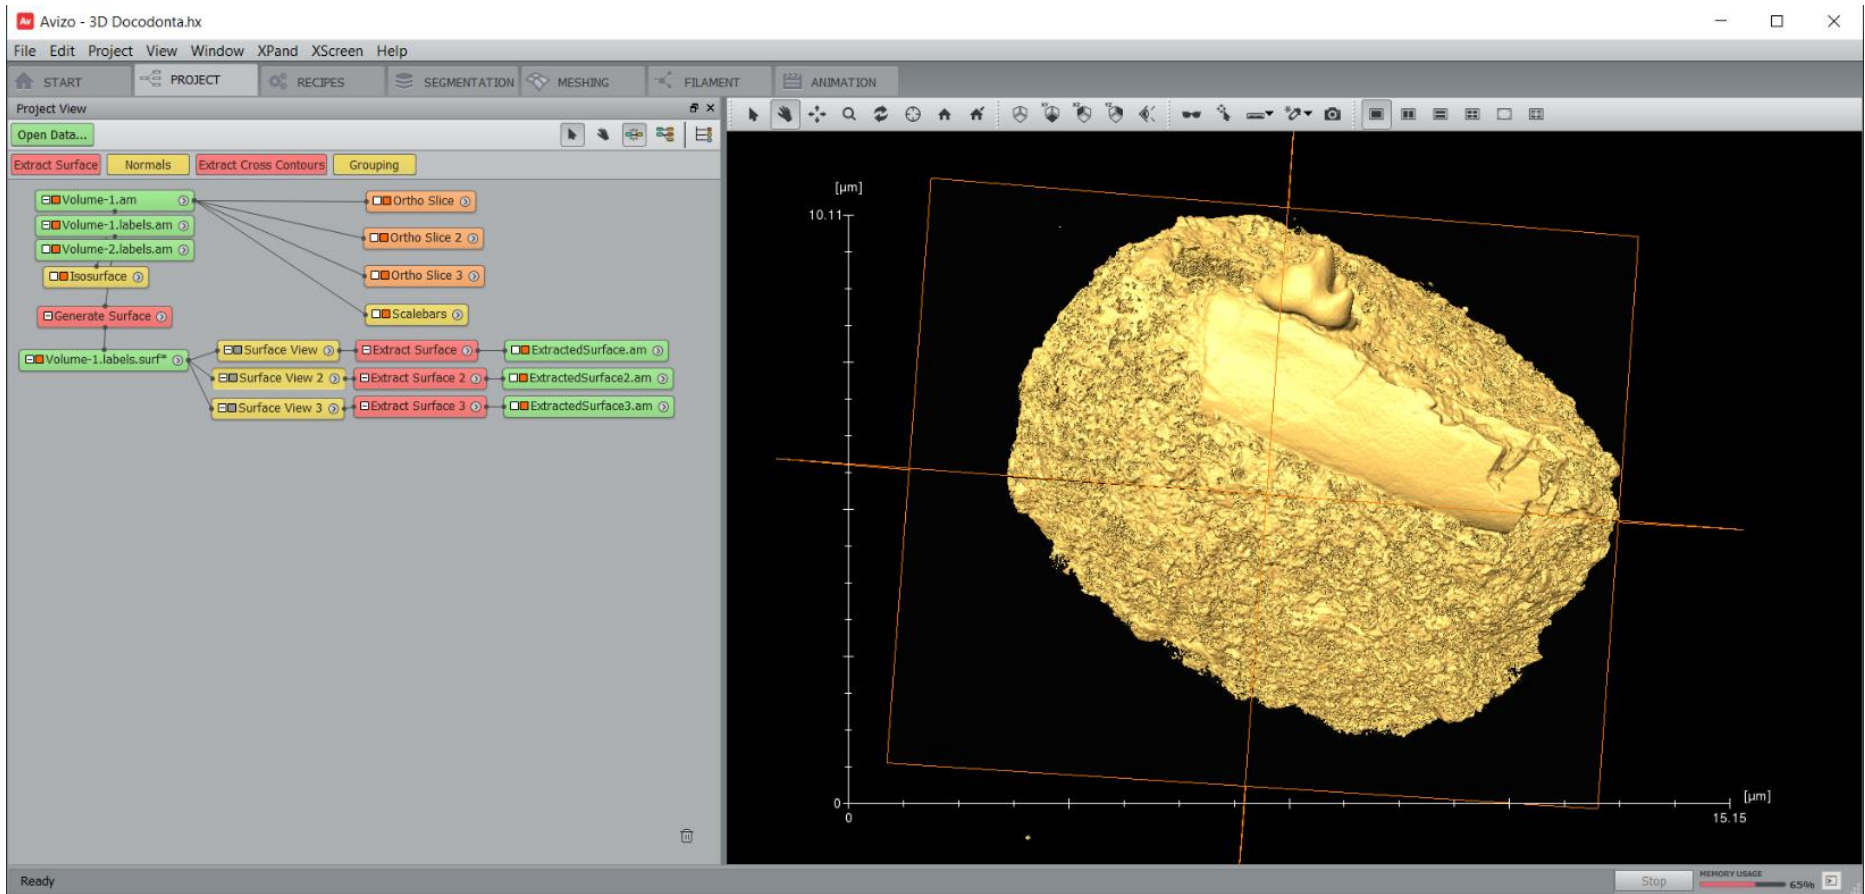 Avizo - 3D Docodonta.hx
File Edit Project View Window XPand XScreen Help
START PROJECT RECIPES SEGMENTATION MESHING FILAMENT ANIMATION
Project View
Open Data...
Extract Surface Normals Extract Cross Contours Grouping
Volume-1.am
Volume-1.labels.am
Volume-2.labels.am
Isosurface
Generate Surface
Volume-1.labels.surf*
Ortho Slice
Ortho Slice 2
Ortho Slice 3
Scalebars
Surface View Extract Surface ExtractedSurface.am
Surface View 2 Extract Surface 2 ExtractedSurface2.am
Surface View 3 Extract Surface 3 ExtractedSurface3.am
XY XZ YZ
[µm]
10.11
0
0
15.15
[µm]
Ready
Stop
MEMORY USAGE
65%